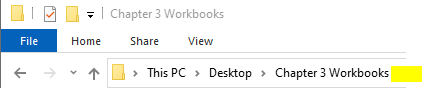 Chapter 3 Workbooks
File Home Share View
This PC Desktop Chapter 3 Workbooks